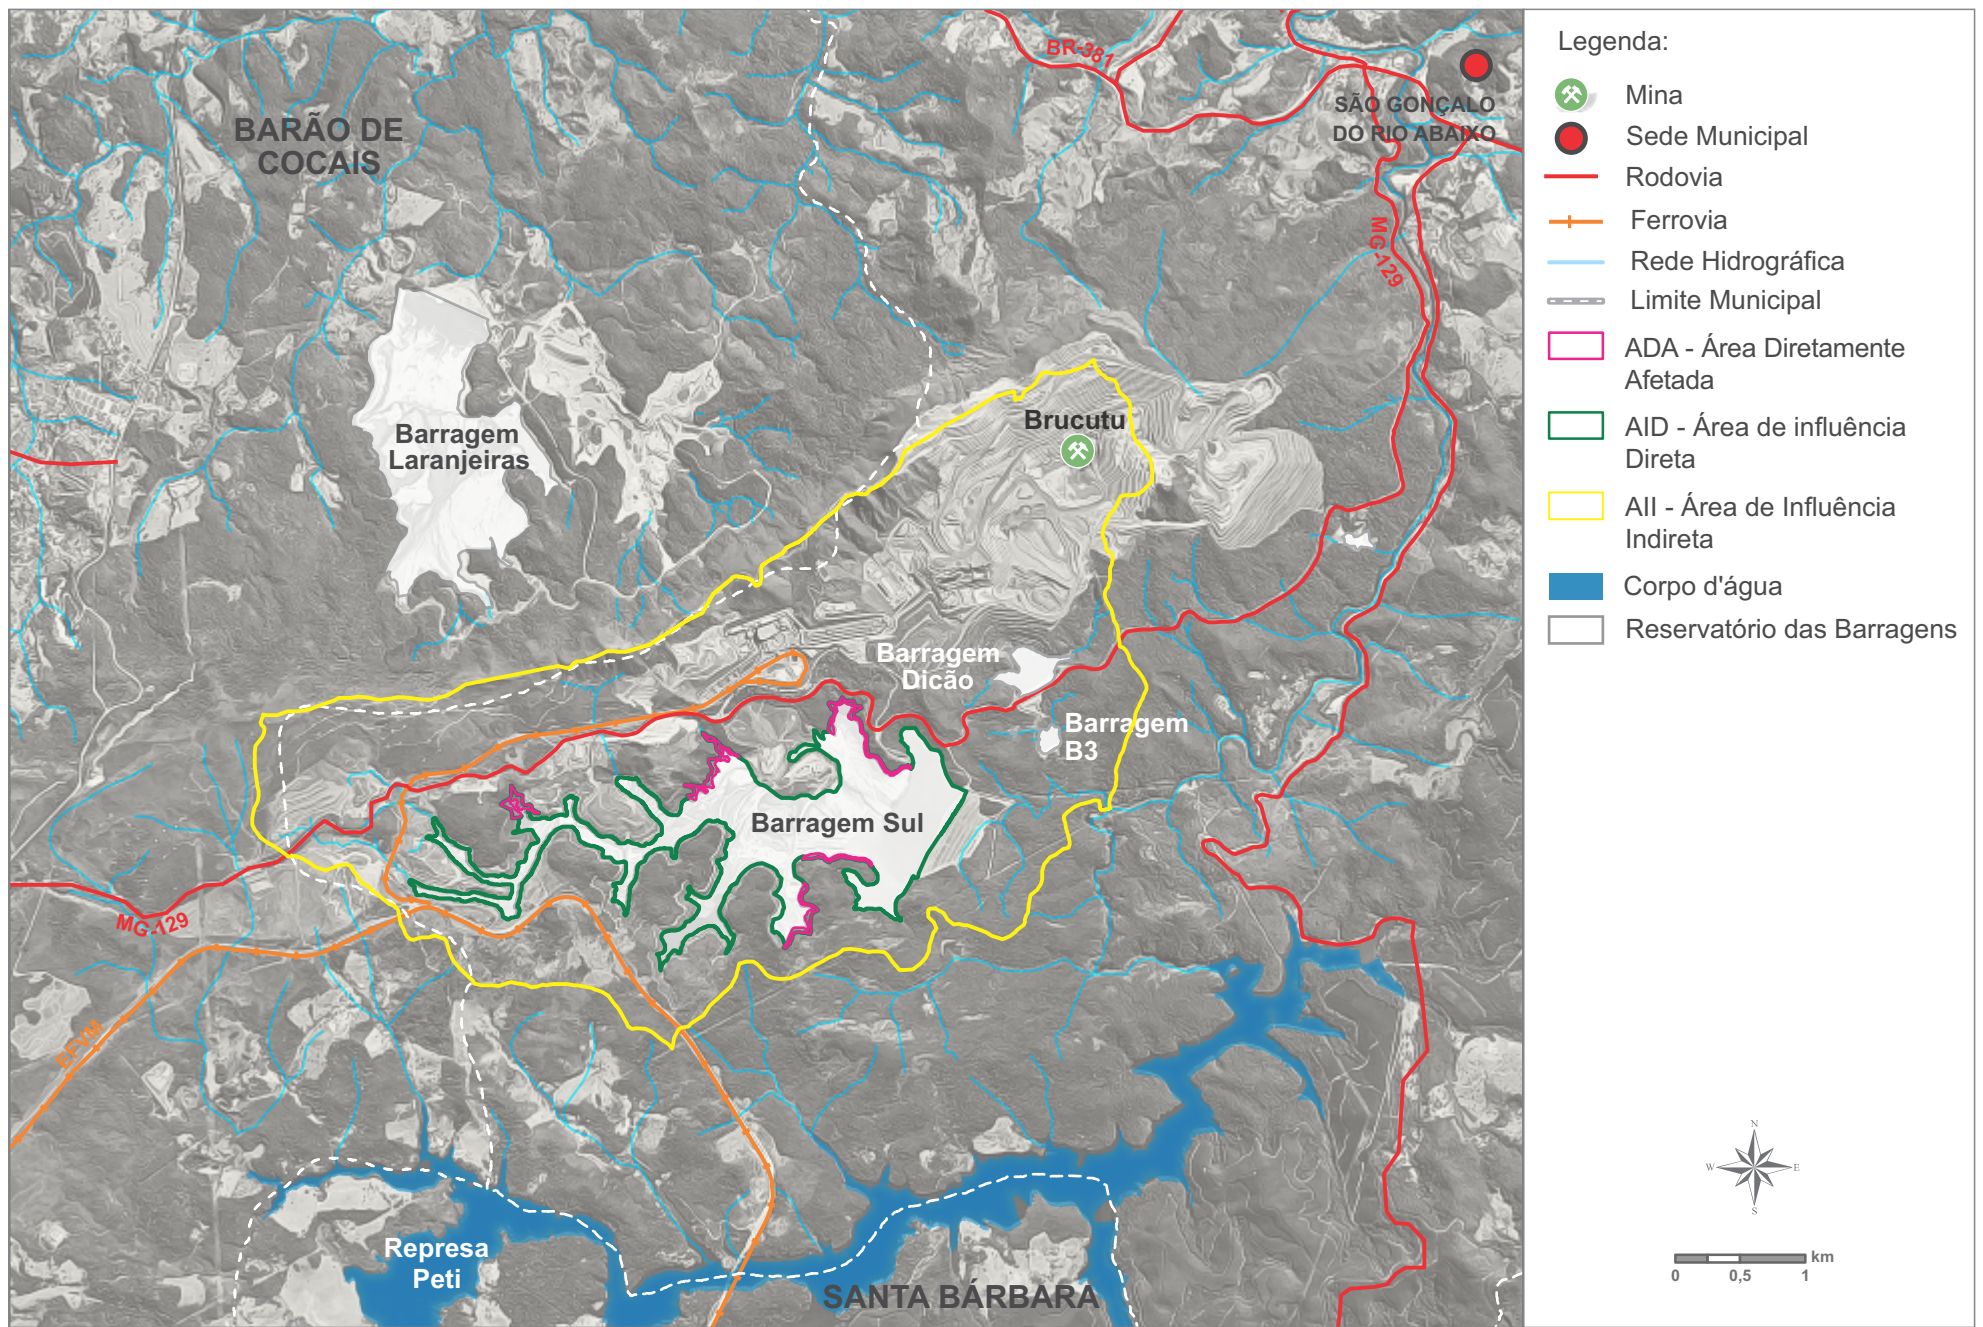 BR-381
SÃO GONÇALO
DO RIO ABAIXO
BARÃO DE
COCAIS
MG-129
Brucutu
Barragem
Laranjeiras
Barragem
Dicão
Barragem
B3
Barragem Sul
MG-129
EFVM
Represa
Peti
SANTA BÁRBARA
Legenda:
Mina
Sede Municipal
Rodovia
Ferrovia
Rede Hidrográfica
Limite Municipal
ADA - Área Diretamente
Afetada
AID - Área de influência
Direta
AII - Área de Influência
Indireta
Corpo d'água
Reservatório das Barragens
N
W E
S
km
0 0,5 1